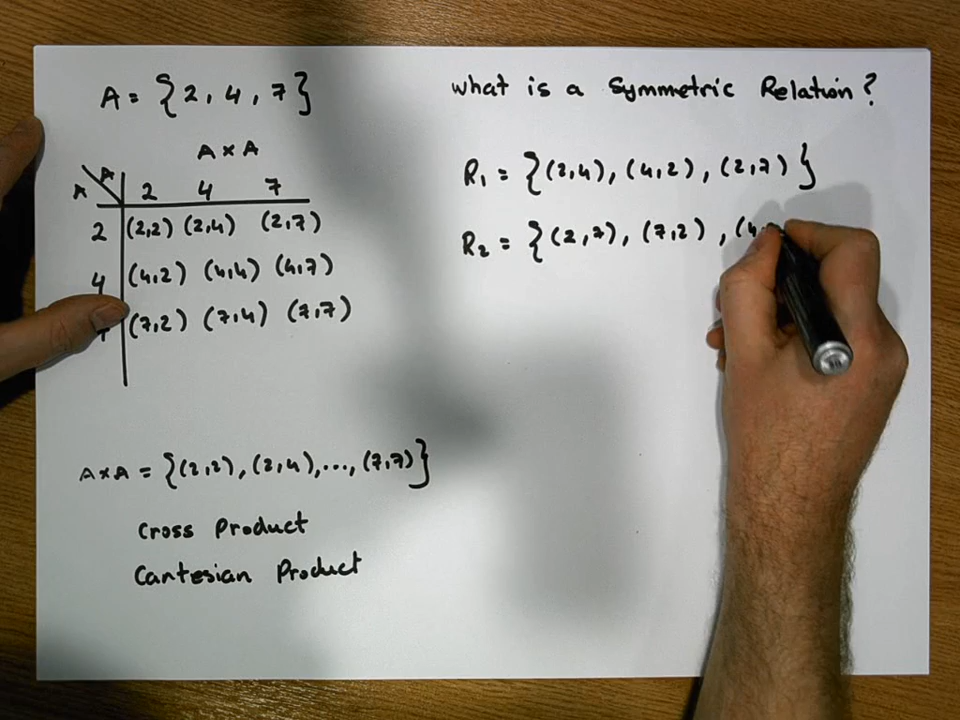 A = {2, 4, 7}
A × A
A A 2 4 7
2 (2,2) (2,4) (2,7)
4 (4,2) (4,4) (4,7)
(7,2) (7,4) (7,7)
A×A = {(2,2), (2,4), ..., (7,7)}
Cross Product
Cartesian Product
What is a Symmetric Relation?
R1 = {(2,4), (4,2), (2,7)}
R2 = {(2,7), (7,2), (4,